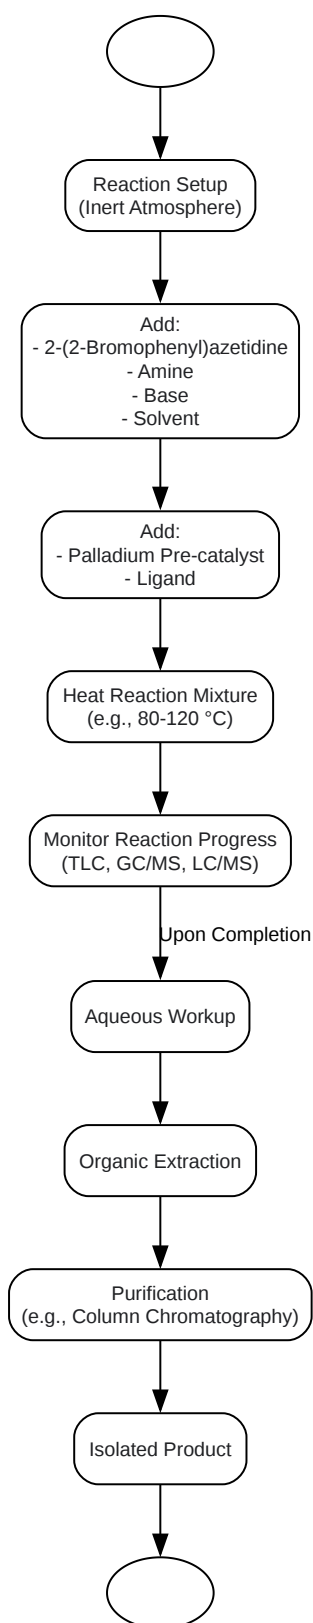 Reaction Setup
(Inert Atmosphere)
Add:
- 2-(2-Bromophenyl)azetidine
- Amine
- Base
- Solvent
Add:
- Palladium Pre-catalyst
- Ligand
Heat Reaction Mixture
(e.g., 80-120 °C)
Monitor Reaction Progress
(TLC, GC/MS, LC/MS)
Upon Completion
Aqueous Workup
Organic Extraction
Purification
(e.g., Column Chromatography)
Isolated Product